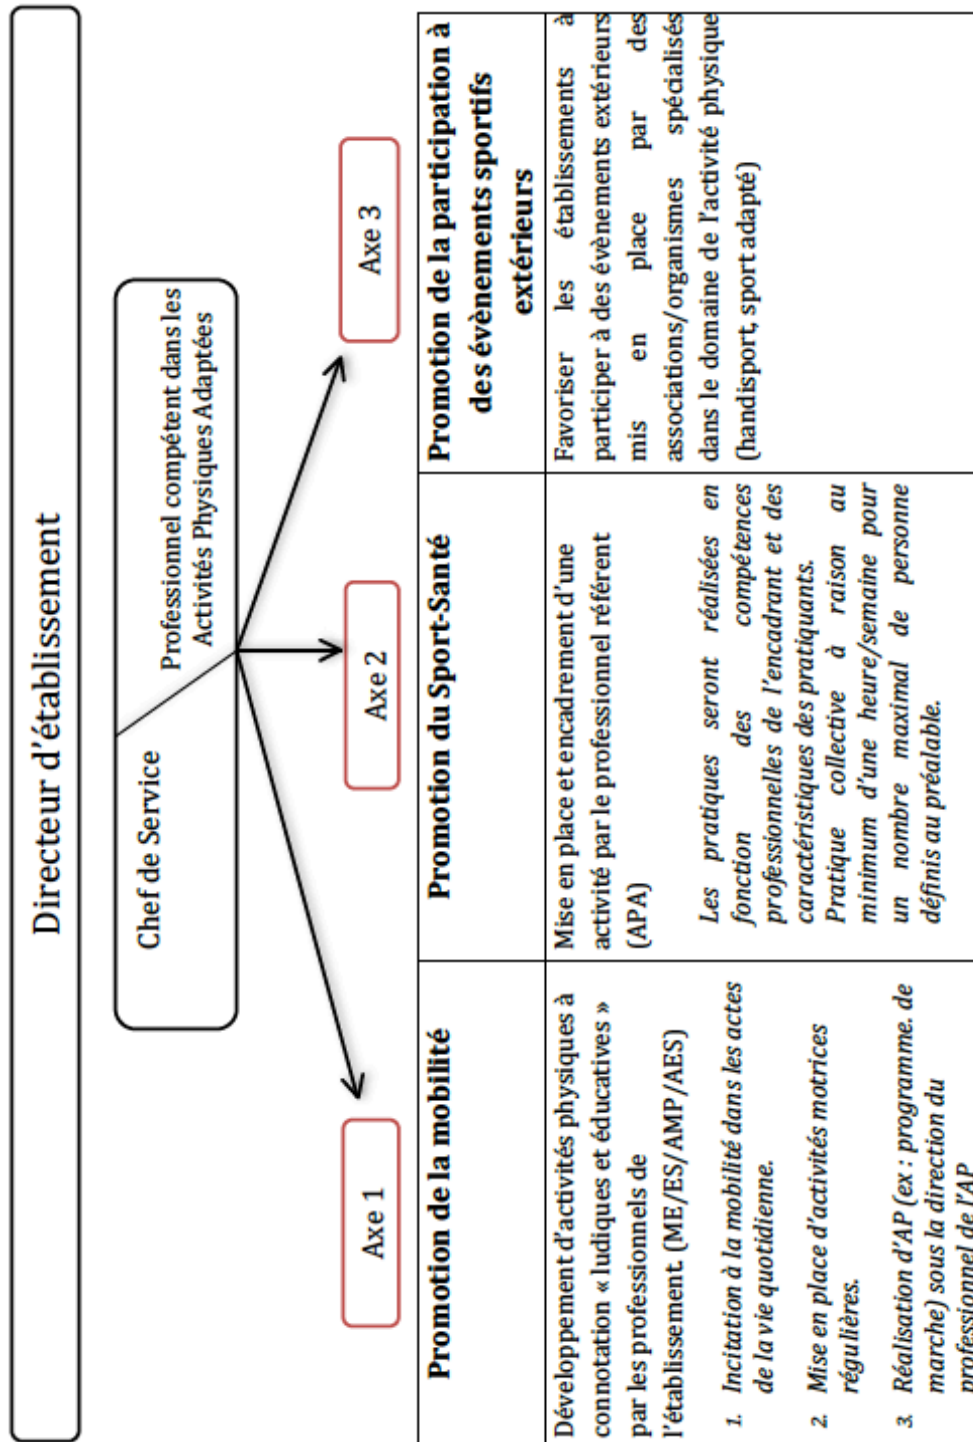 Directeur d'établissement
Chef de Service
Professionnel compétent dans les
Activités Physiques Adaptées
Axe 1
Axe 2
Axe 3
Promotion de la mobilité
Développement d'activités physiques à
connotation « ludiques et éducatives »
par les professionnels de
l'établissement. (ME/ES/AMP/AES)
1. Incitation à la mobilité dans les actes
de la vie quotidienne.
2. Mise en place d'activités motrices
régulières.
3. Réalisation d'AP (ex : programme. de
marche) sous la direction du
professionnel de l'AP
Promotion du Sport-Santé
Mise en place et encadrement d'une
activité par le professionnel référent
(APA)
Les pratiques seront réalisées en
fonction des compétences
professionnelles de l'encadrant et des
caractéristiques des pratiquants.
Pratique collective à raison au
minimum d'une heure/semaine pour
un nombre maximal de personne
définis au préalable.
Promotion de la participation à
des évènements sportifs
extérieurs
Favoriser les établissements à
participer à des évènements extérieurs
mis en place par des
associations/organismes spécialisés
dans le domaine de l'activité physique
(handisport, sport adapté)